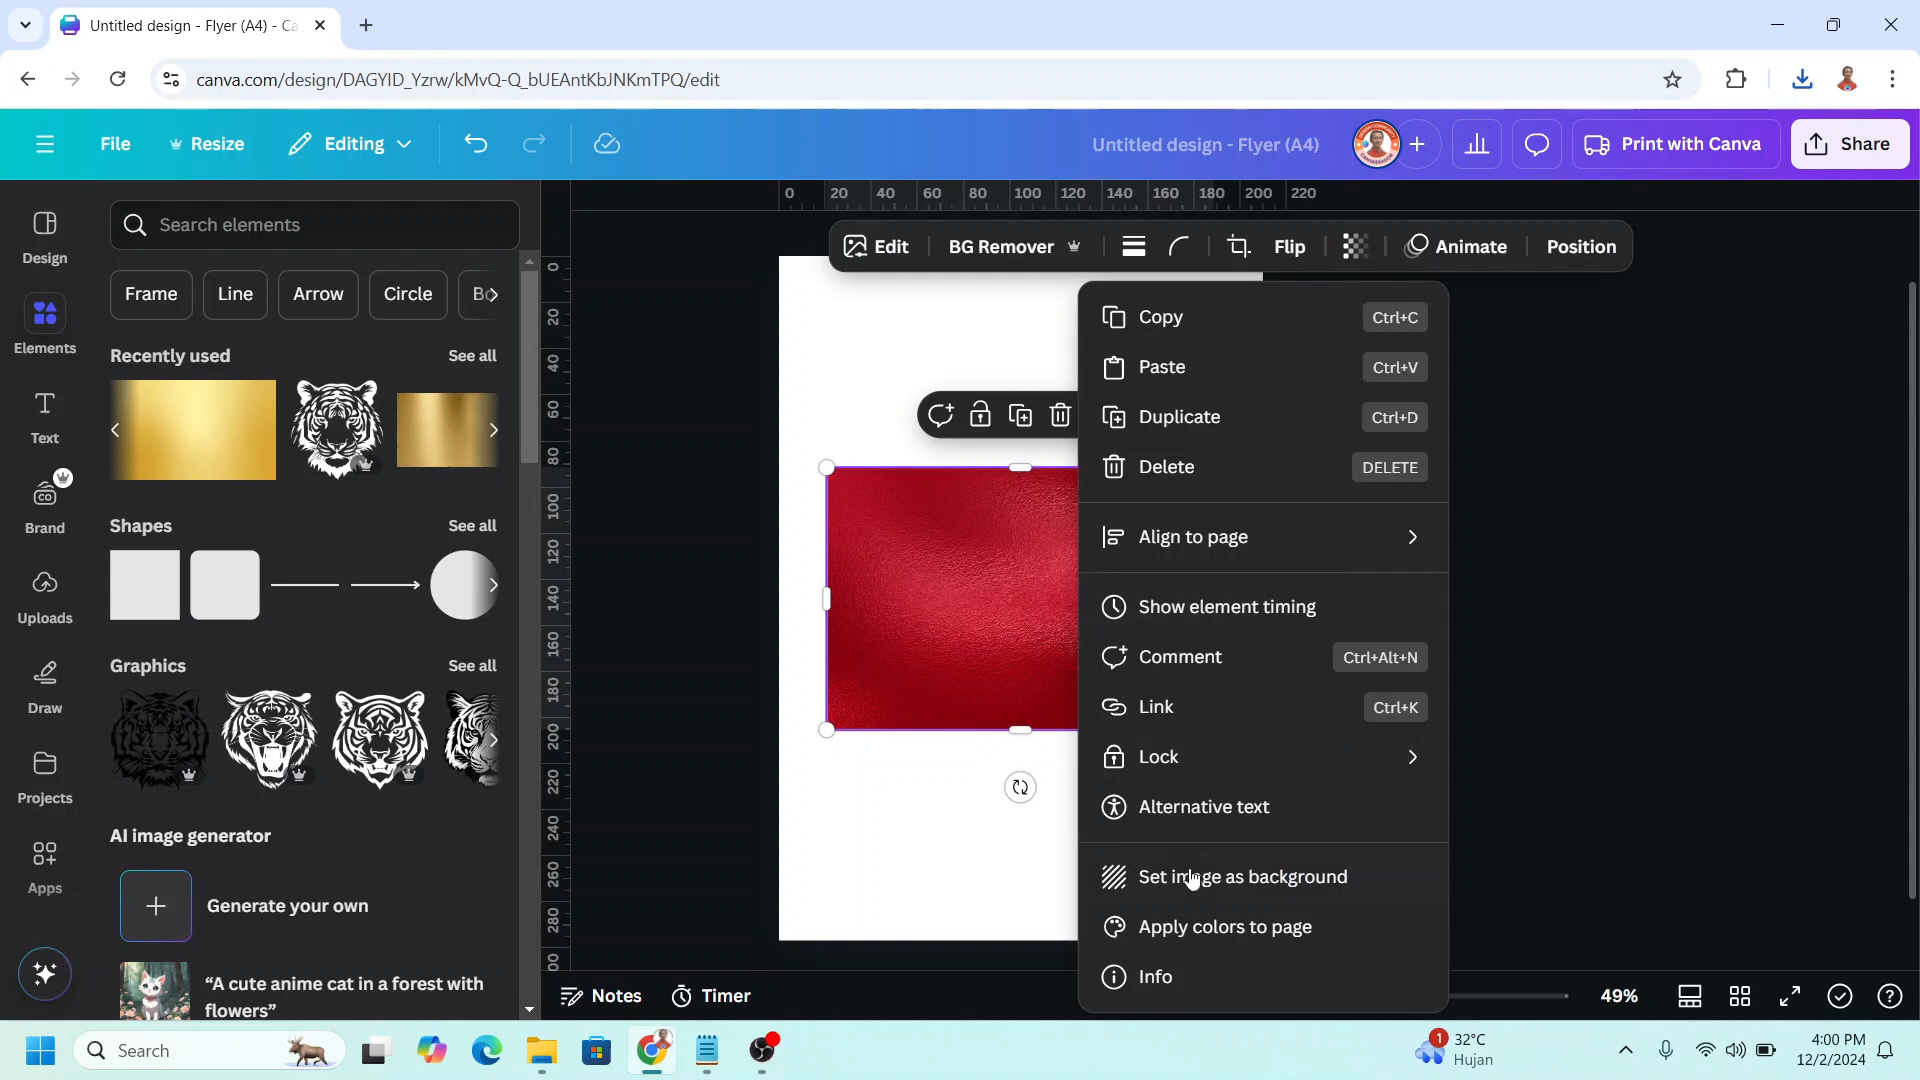 Untitled design - Flyer (A4) - Ca
canva.com/design/DAGYID_Yzrw/kMvQ-Q_bUEAntKbJNKmTPQ/edit
File
Resize
Editing
Untitled design - Flyer (A4)
Print with Canva
Share
0 20 40 60 80 100 120 140 160 180 200 220
Design
Elements
Text
Brand
Uploads
Draw
Projects
Apps
Search elements
Frame
Line
Arrow
Circle
Recently used
See all
Shapes
See all
Graphics
See all
AI image generator
Generate your own
“A cute anime cat in a forest with
flowers”
0
20
40
60
80
100
120
140
160
180
200
220
240
260
280
Edit
BG Remover
Flip
Animate
Position
Copy Ctrl+C
Paste Ctrl+V
Duplicate Ctrl+D
Delete DELETE
Align to page
Show element timing
Comment Ctrl+Alt+N
Link Ctrl+K
Lock
Alternative text
Set image as background
Apply colors to page
Info
Notes
Timer
49%
Search
1
32°C
Hujan
4:00 PM
12/2/2024